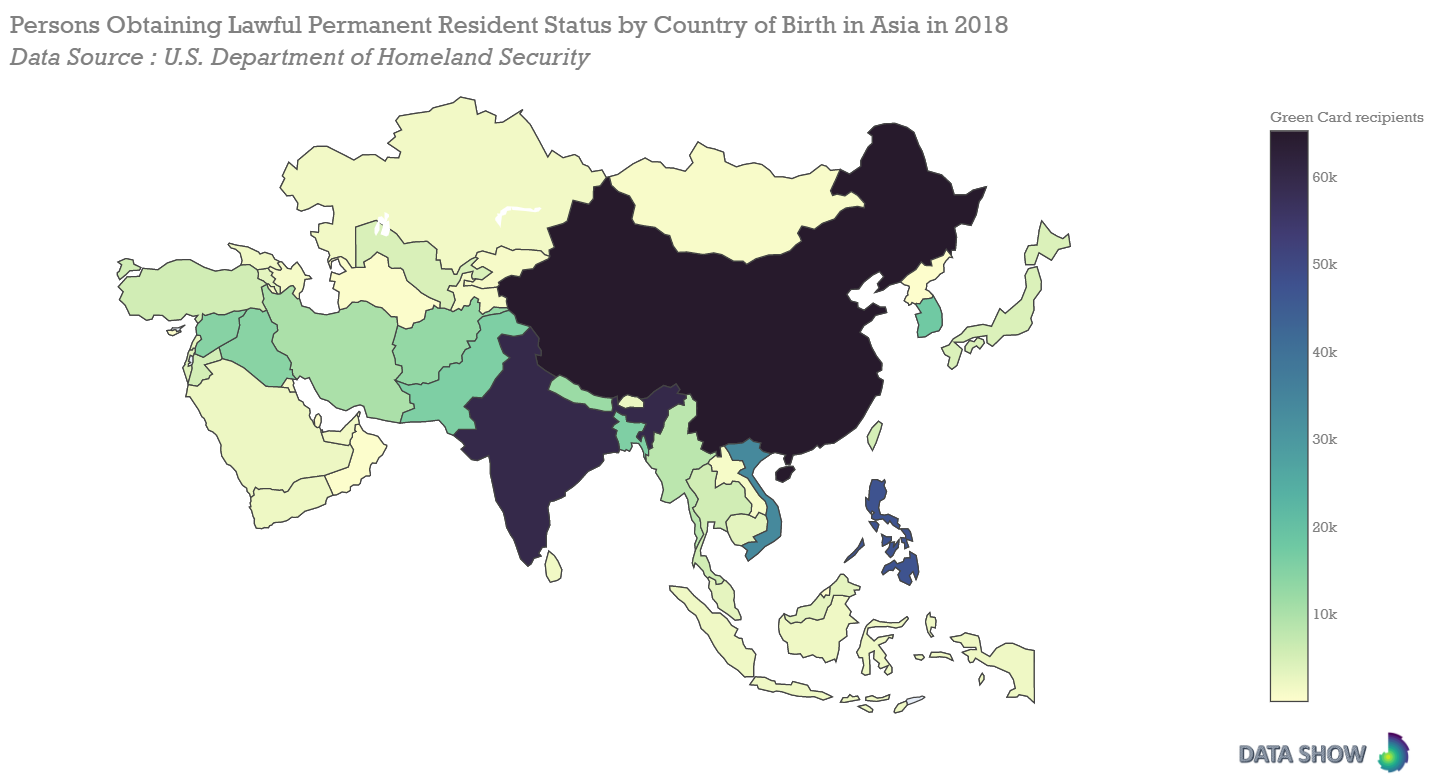 Persons Obtaining Lawful Permanent Resident Status by Country of Birth in Asia in 2018
Data Source : U.S. Department of Homeland Security
Green Card recipients
60k
50k
40k
30k
20k
10k
DATA SHOW